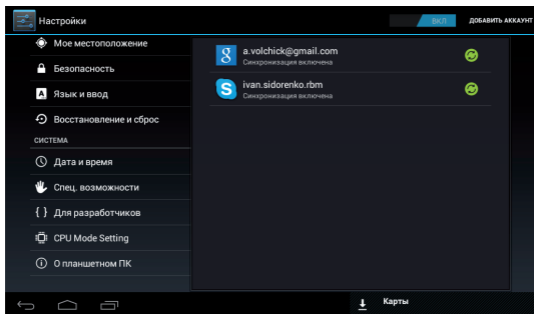 Настройки
ВКЛ
ДОБАВИТЬ АККАУНТ
Мое местоположение
Безопасность
Язык и ввод
Восстановление и сброс
СИСТЕМА
Дата и время
Спец. возможности
Для разработчиков
CPU Mode Setting
О планшетном ПК
a.volchick@gmail.com
Синхронизация включена
ivan.sidorenko.rbm
Синхронизация включена
Карты